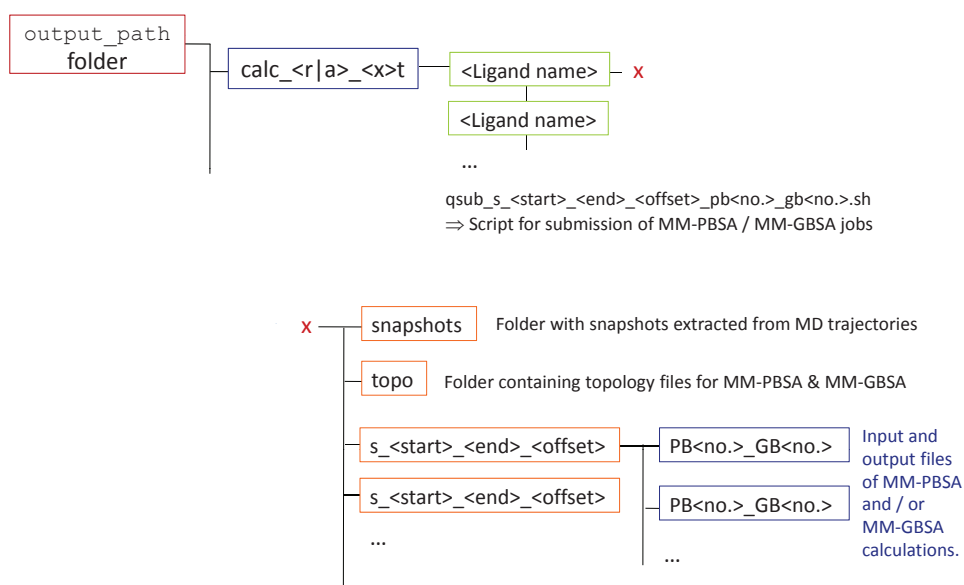 output_path
folder
calc_<r|a>_<x>t
<Ligand name>
x
<Ligand name>
...
qsub_s_<start>_<end>_<offset>_pb<no.>_gb<no.>.sh
⇒ Script for submission of MM-PBSA / MM-GBSA jobs
x
snapshots
Folder with snapshots extracted from MD trajectories
topo
Folder containing topology files for MM-PBSA & MM-GBSA
s_<start>_<end>_<offset>
PB<no.>_GB<no.>
s_<start>_<end>_<offset>
PB<no.>_GB<no.>
...
...
Input and
output files
of MM-PBSA
and / or
MM-GBSA
calculations.